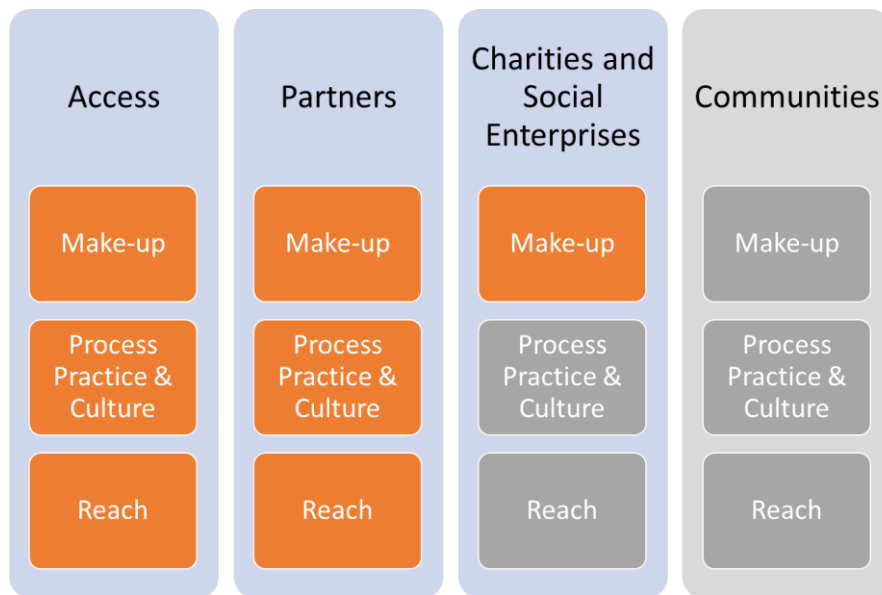 Access
Make-up
Process
Practice &
Culture
Reach
Partners
Make-up
Process
Practice &
Culture
Reach
Charities and
Social
Enterprises
Make-up
Process
Practice &
Culture
Reach
Communities
Make-up
Process
Practice &
Culture
Reach